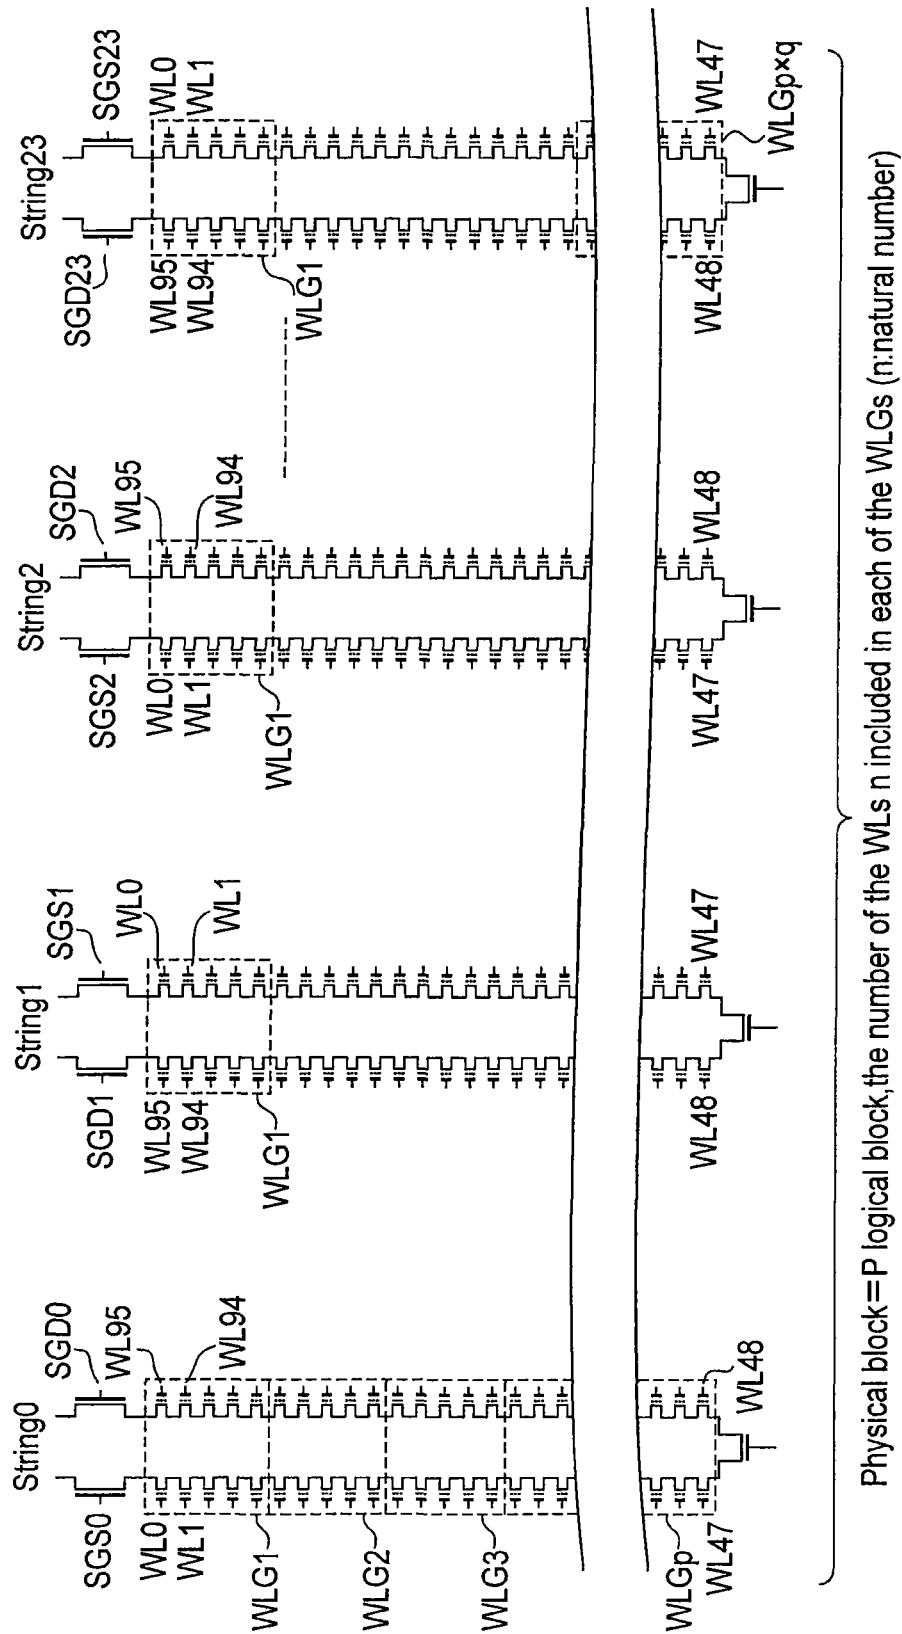 String0
SGS0
SGD0
WL0
WL1
WL95
WL94
WLG1
WLG2
WLG3
WLGp
WL47
WL48
String1
SGD1
SGS1
WL95
WL94
WL0
WL1
WLG1
WL48
WL47
String2
SGS2
SGD2
WL0
WL1
WL95
WL94
WLG1
WL47
WL48
String23
SGD23
SGS23
WL95
WL94
WL0
WL1
WLG1
WL48
WL47
WLGp×q
Physical block=P logical block,the number of the WLs n included in each of the WLGs (n:natural number)